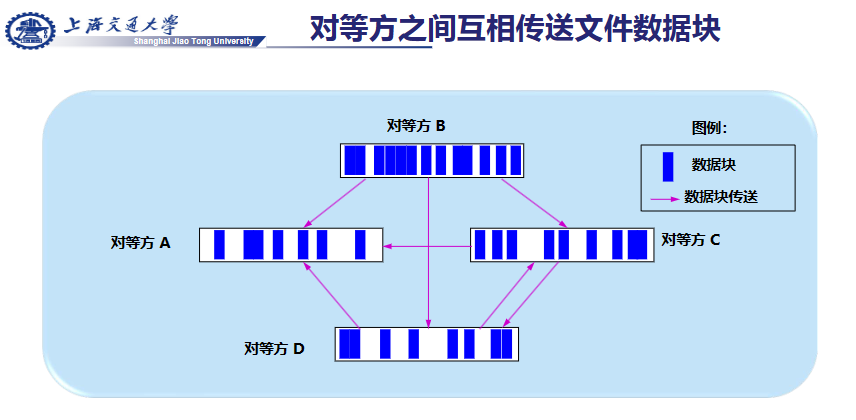 上海交通大学
Shanghai Jiao Tong University
对等方之间互相传送文件数据块
对等方 B
图例：
数据块
数据块传送
对等方 A
对等方 C
对等方 D